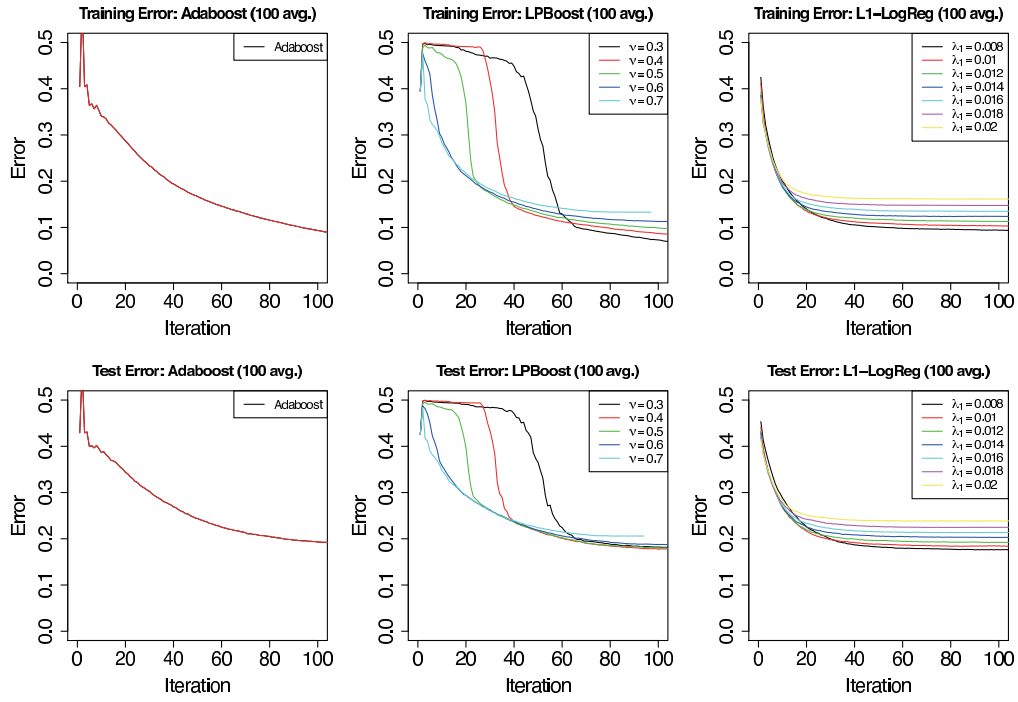 Training Error: Adaboost (100 avg.)
Error
0.0 0.1 0.2 0.3 0.4 0.5
Adaboost
0 20 40 60 80 100
Iteration
Training Error: LPBoost (100 avg.)
Error
0.0 0.1 0.2 0.3 0.4 0.5
ν = 0.3
ν = 0.4
ν = 0.5
ν = 0.6
ν = 0.7
0 20 40 60 80 100
Iteration
Training Error: L1−LogReg (100 avg.)
Error
0.0 0.1 0.2 0.3 0.4 0.5
λ₁ = 0.008
λ₁ = 0.01
λ₁ = 0.012
λ₁ = 0.014
λ₁ = 0.016
λ₁ = 0.018
λ₁ = 0.02
0 20 40 60 80 100
Iteration
Test Error: Adaboost (100 avg.)
Error
0.0 0.1 0.2 0.3 0.4 0.5
Adaboost
0 20 40 60 80 100
Iteration
Test Error: LPBoost (100 avg.)
Error
0.0 0.1 0.2 0.3 0.4 0.5
ν = 0.3
ν = 0.4
ν = 0.5
ν = 0.6
ν = 0.7
0 20 40 60 80 100
Iteration
Test Error: L1−LogReg (100 avg.)
Error
0.0 0.1 0.2 0.3 0.4 0.5
λ₁ = 0.008
λ₁ = 0.01
λ₁ = 0.012
λ₁ = 0.014
λ₁ = 0.016
λ₁ = 0.018
λ₁ = 0.02
0 20 40 60 80 100
Iteration